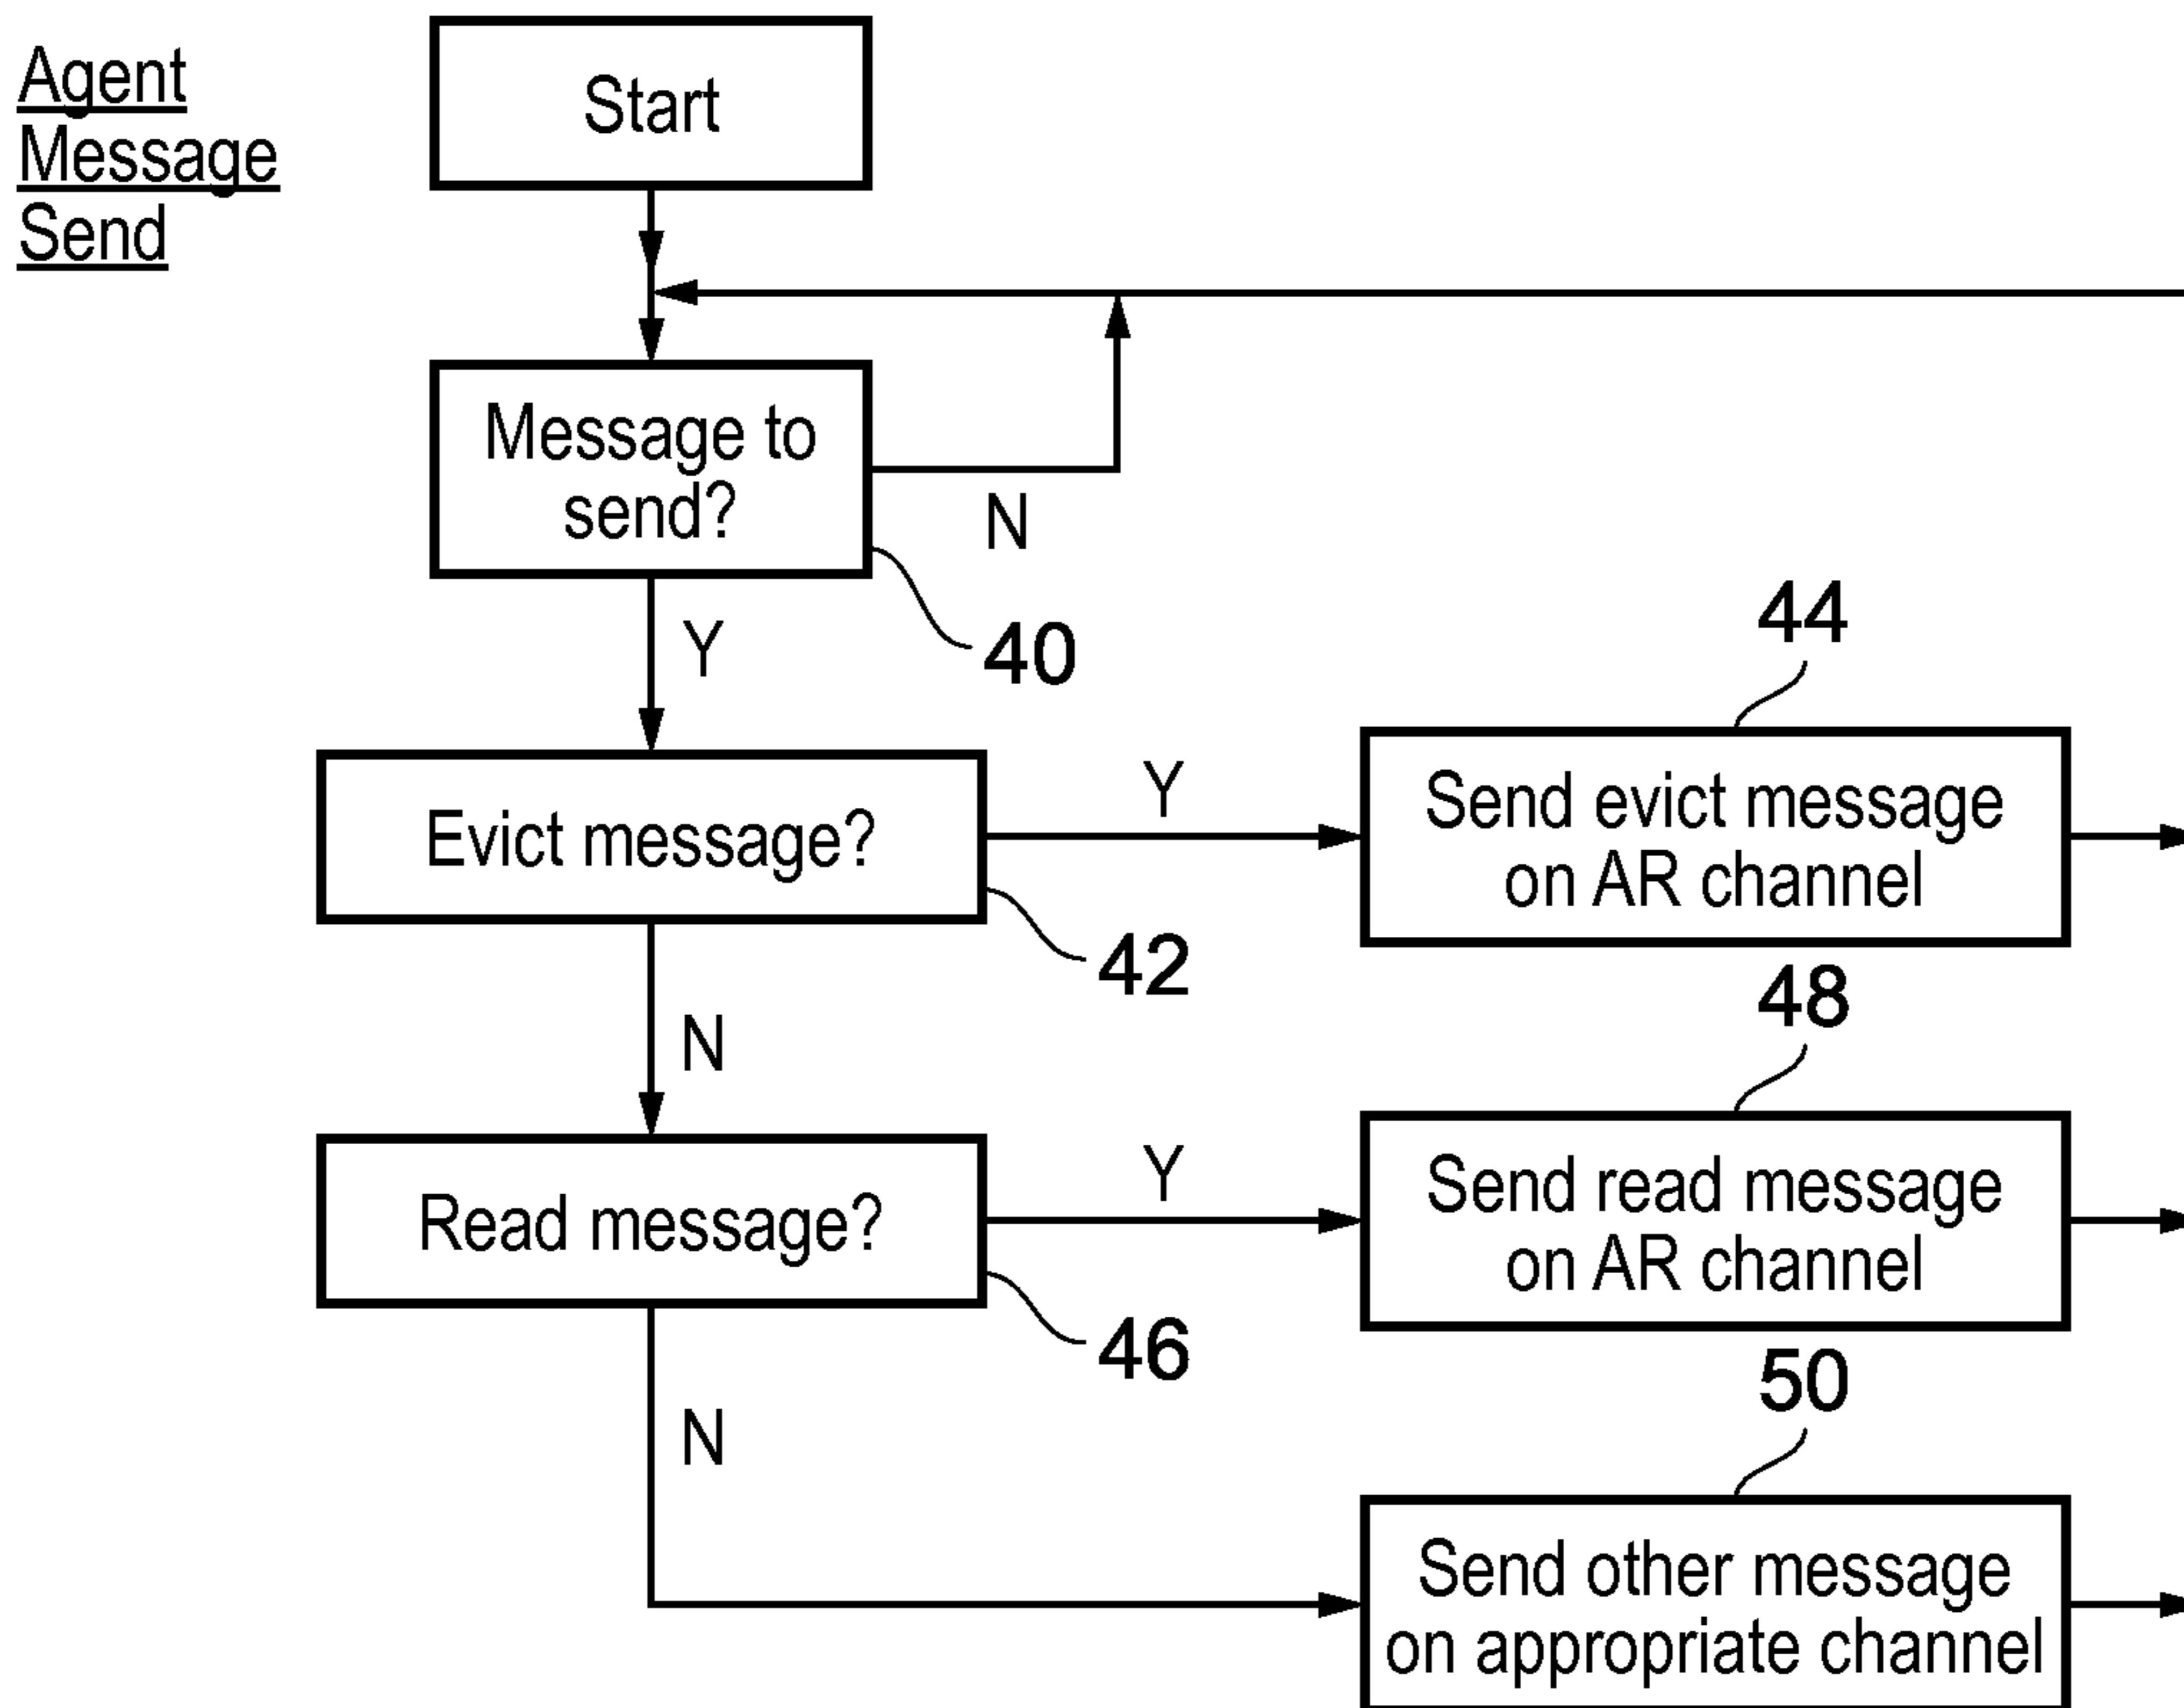 Agent
Message
Send
Start
Message to
send?
N
40
Y
44
Evict message?
Y
Send evict message
on AR channel
42
48
N
Read message?
Y
Send read message
on AR channel
46
50
N
Send other message
on appropriate channel